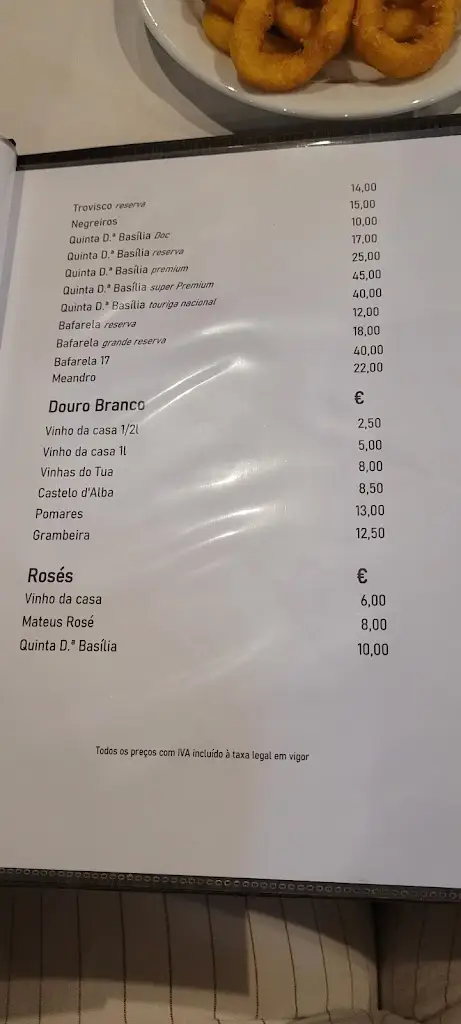 Trovisco reserva 14,00
Negreiros 15,00
Quinta D.ª Basília Doc 10,00
Quinta D.ª Basília reserva 17,00
Quinta D.ª Basília premium 25,00
Quinta D.ª Basília super Premium 45,00
Quinta D.ª Basília touriga nacional 40,00
Bafarela reserva 12,00
Bafarela grande reserva 18,00
Bafarela 17 40,00
Meandro 22,00
Douro Branco €
Vinho da casa 1/2l 2,50
Vinho da casa 1l 5,00
Vinhas do Tua 8,00
Castelo d'Alba 8,50
Pomares 13,00
Grambeira 12,50
Rosés €
Vinho da casa 6,00
Mateus Rosé 8,00
Quinta D.ª Basília 10,00
Todos os preços com IVA incluído à taxa legal em vigor